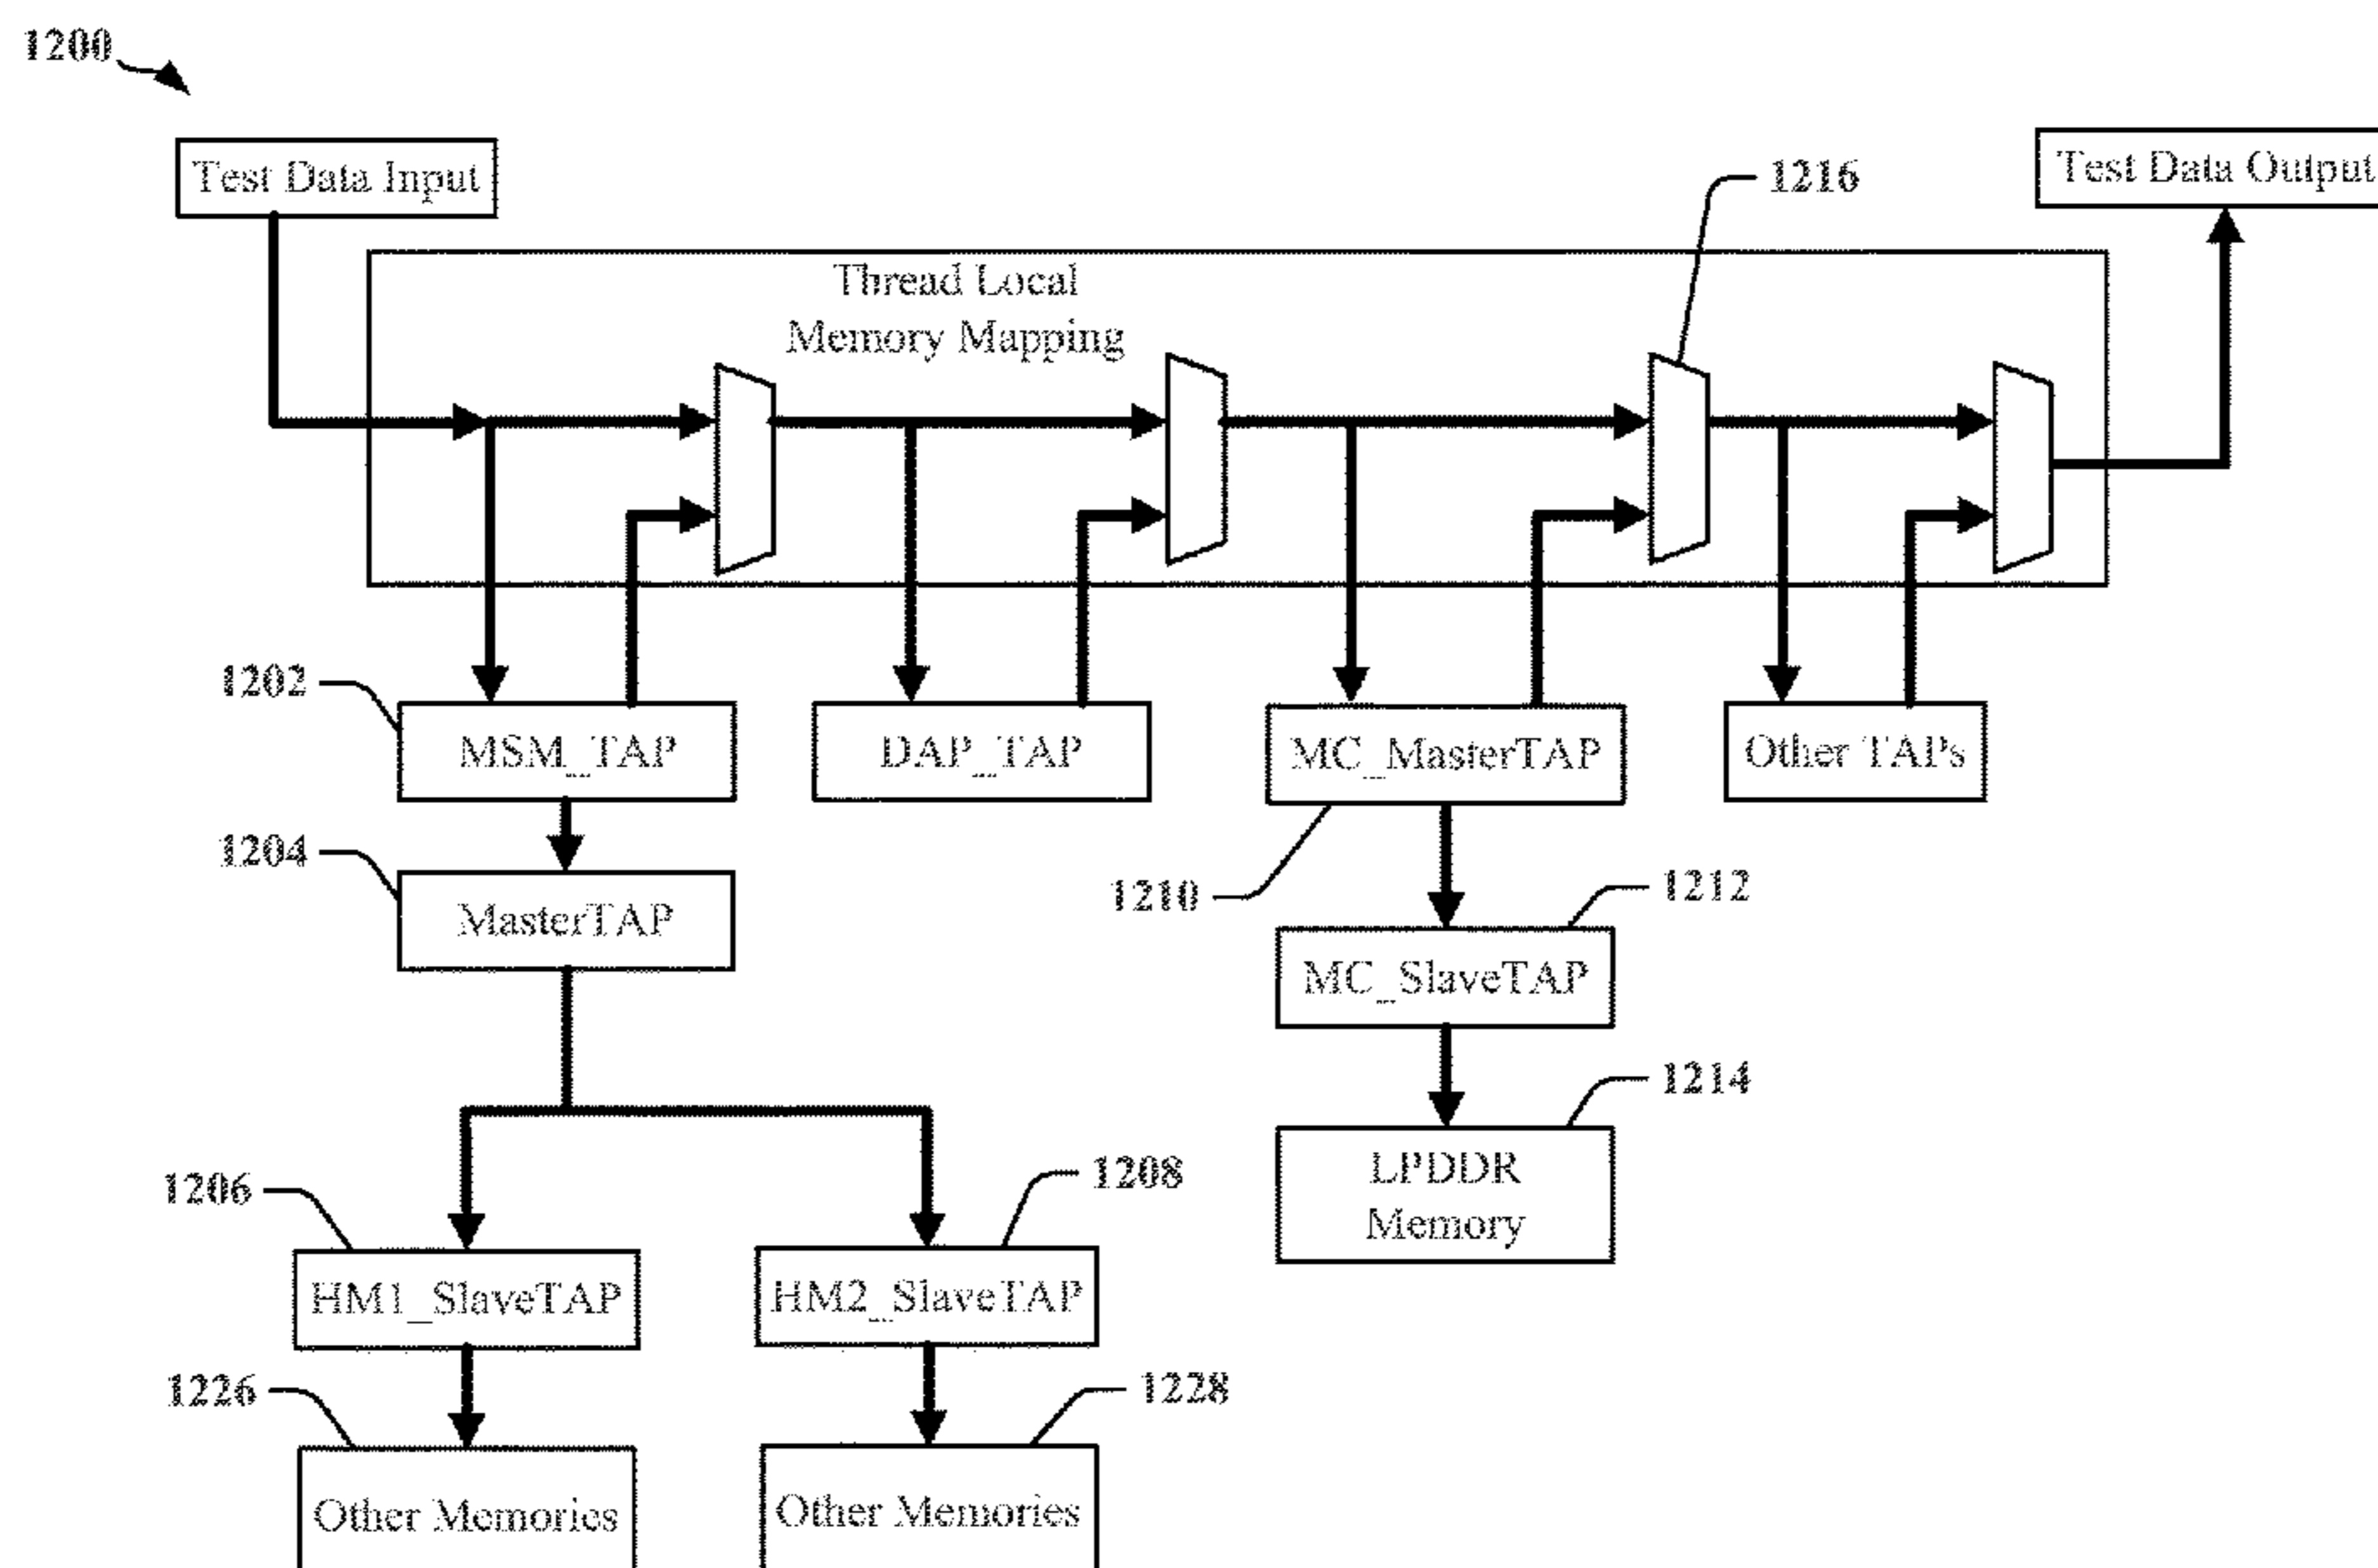 1200
Test Data Input
1216
Test Data Output
Thread Local
Memory Mapping
1202
MSM_TAP
DAP_TAP
MC_MasterTAP
Other TAPs
1204
MasterTAP
1210
1212
MC_SlaveTAP
1214
LPDDR
Memory
1206
1208
HM1_SlaveTAP
HM2_SlaveTAP
1226
1228
Other Memories
Other Memories